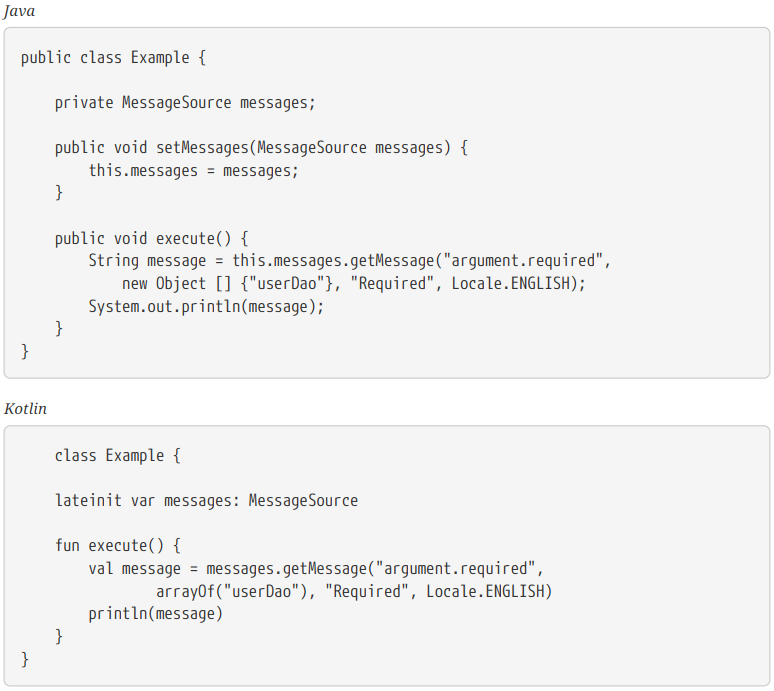 Java
public class Example {
    private MessageSource messages;
    public void setMessages(MessageSource messages) {
        this.messages = messages;
    }
    public void execute() {
        String message = this.messages.getMessage("argument.required",
            new Object [] {"userDao"}, "Required", Locale.ENGLISH);
        System.out.println(message);
    }
}
Kotlin
    class Example {
    lateinit var messages: MessageSource
    fun execute() {
        val message = messages.getMessage("argument.required",
                arrayOf("userDao"), "Required", Locale.ENGLISH)
        println(message)
    }
}